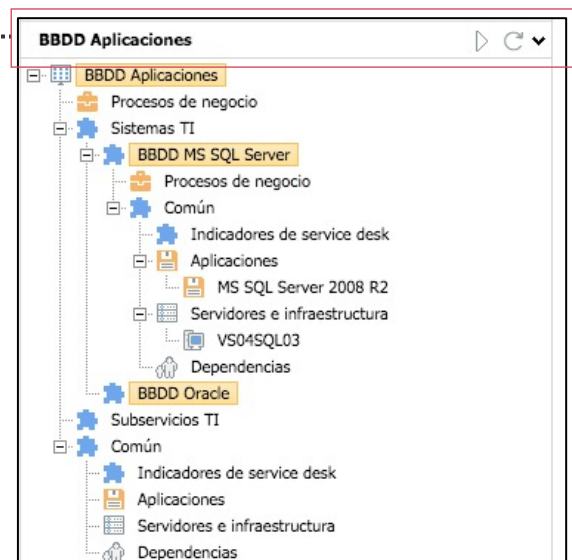 BBDD Aplicaciones
BBDD Aplicaciones
Procesos de negocio
Sistemas TI
BBDD MS SQL Server
Procesos de negocio
Común
Indicadores de service desk
Aplicaciones
MS SQL Server 2008 R2
Servidores e infraestructura
VS04SQL03
Dependencias
BBDD Oracle
Subservicios TI
Común
Indicadores de service desk
Aplicaciones
Servidores e infraestructura
Dependencias